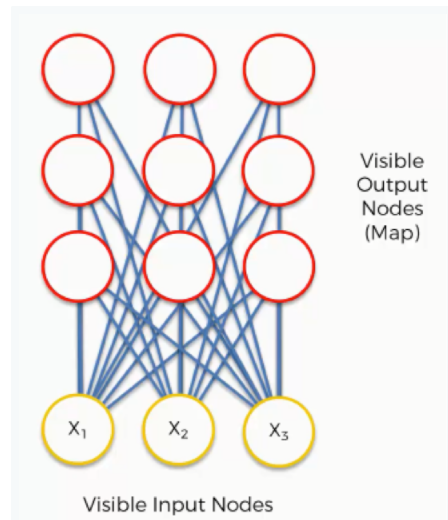 Visible
Output
Nodes
(Map)
X₁
X₂
X₃
Visible Input Nodes